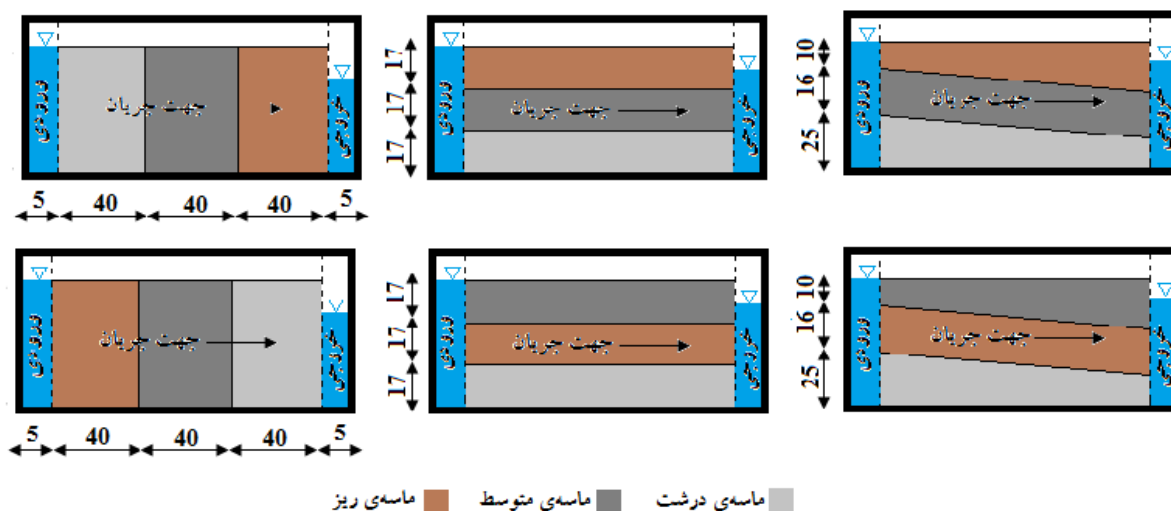 ورودی
جهت جریان
خروجی
5 40 40 40 5
17
17
17
ورودی
جهت جریان
خروجی
10
16
25
ورودی
جهت جریان
خروجی
ورودی
جهت جریان
خروجی
5 40 40 40 5
17
17
17
ورودی
جهت جریان
خروجی
10
16
25
ورودی
جهت جریان
خروجی
ماسه‌ی درشت ماسه‌ی متوسط ماسه‌ی ریز